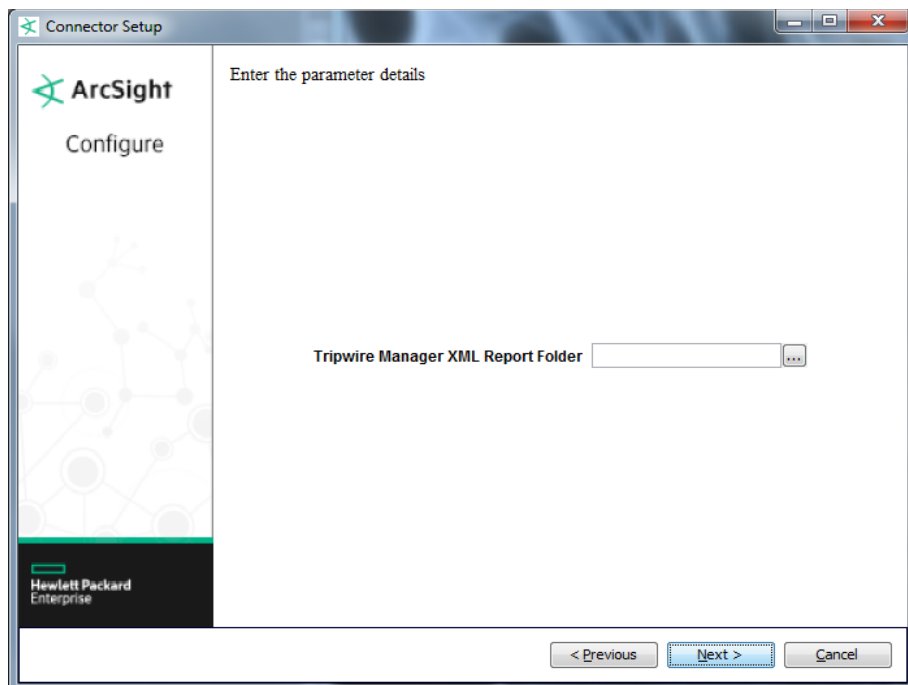 Connector Setup
ArcSight
Configure
Enter the parameter details
Tripwire Manager XML Report Folder
...
Hewlett Packard
Enterprise
< Previous
Next >
Cancel